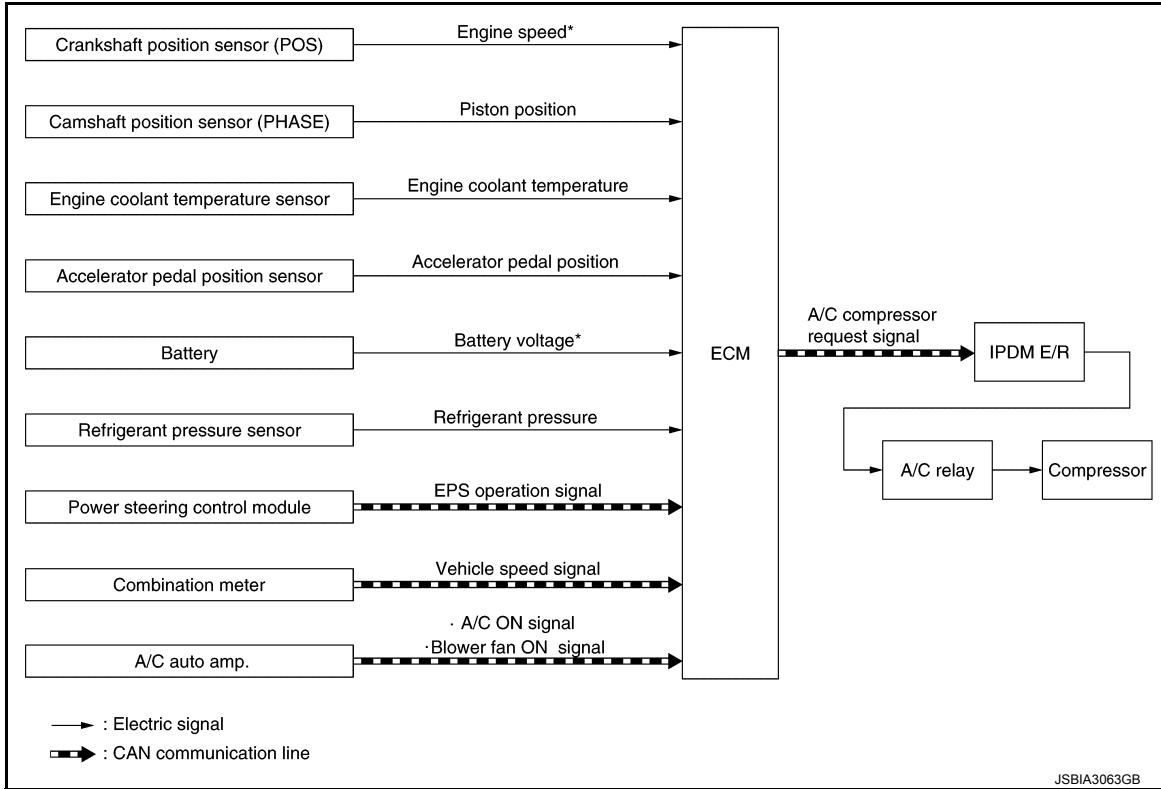 Crankshaft position sensor (POS)
Engine speed*
Camshaft position sensor (PHASE)
Piston position
Engine coolant temperature sensor
Engine coolant temperature
Accelerator pedal position sensor
Accelerator pedal position
Battery
Battery voltage*
Refrigerant pressure sensor
Refrigerant pressure
Power steering control module
EPS operation signal
Combination meter
Vehicle speed signal
A/C auto amp.
· A/C ON signal
·Blower fan ON signal
ECM
A/C compressor
request signal
IPDM E/R
A/C relay
Compressor
: Electric signal
: CAN communication line
JSBIA3063GB